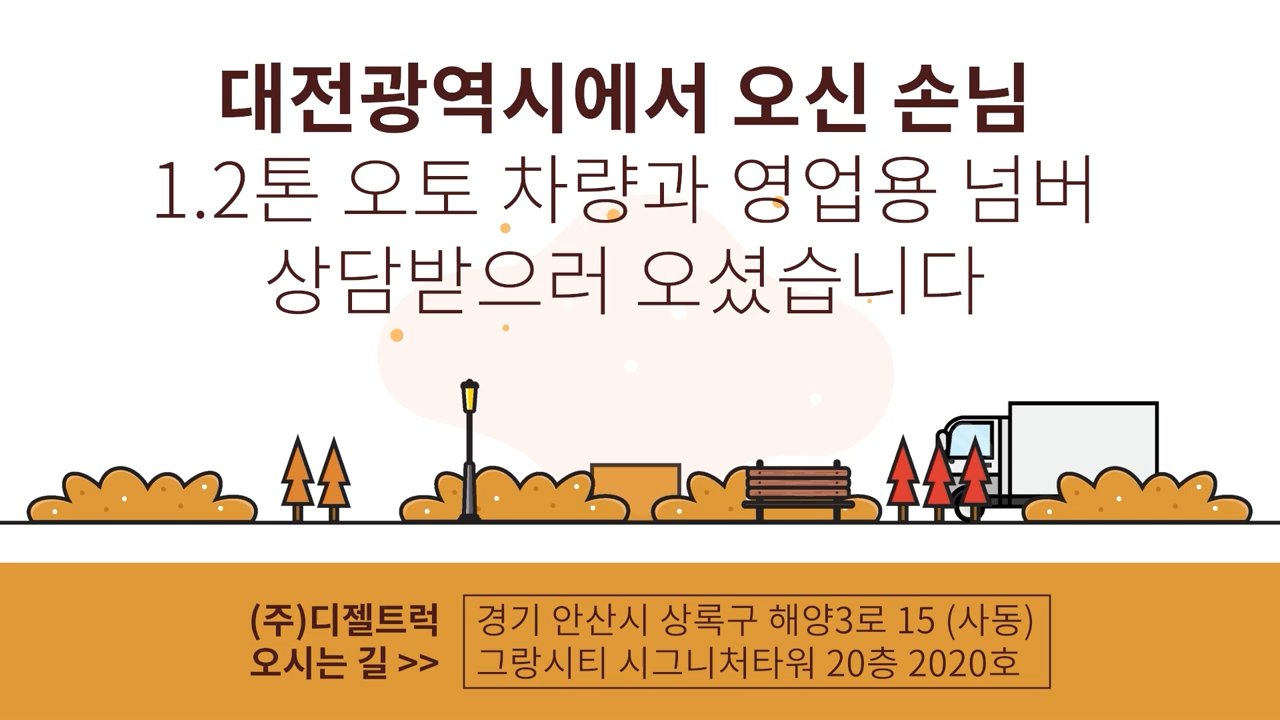 대전광역시에서 오신 손님
1.2톤 오토 차량과 영업용 넘버
상담받으러 오셨습니다
(주)디젤트럭
오시는 길 >>
경기 안산시 상록구 해양3로 15 (사동)
그랑시티 시그니처타워 20층 2020호